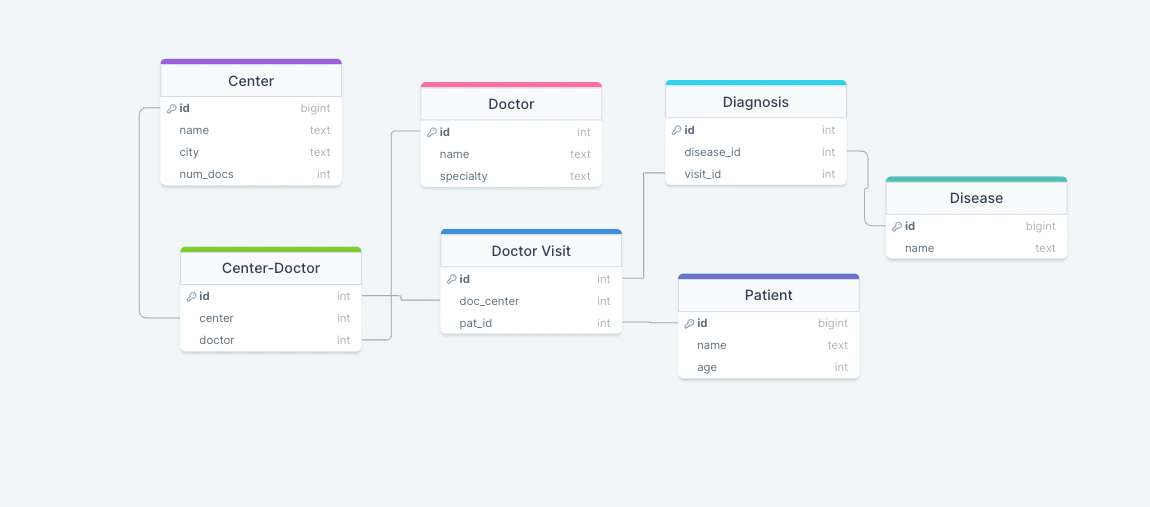 Center
id bigint
name text
city text
num_docs int
Doctor
id int
name text
specialty text
Diagnosis
id int
disease_id int
visit_id int
Disease
id bigint
name text
Center-Doctor
id int
center int
doctor int
Doctor Visit
id int
doc_center int
pat_id int
Patient
id bigint
name text
age int